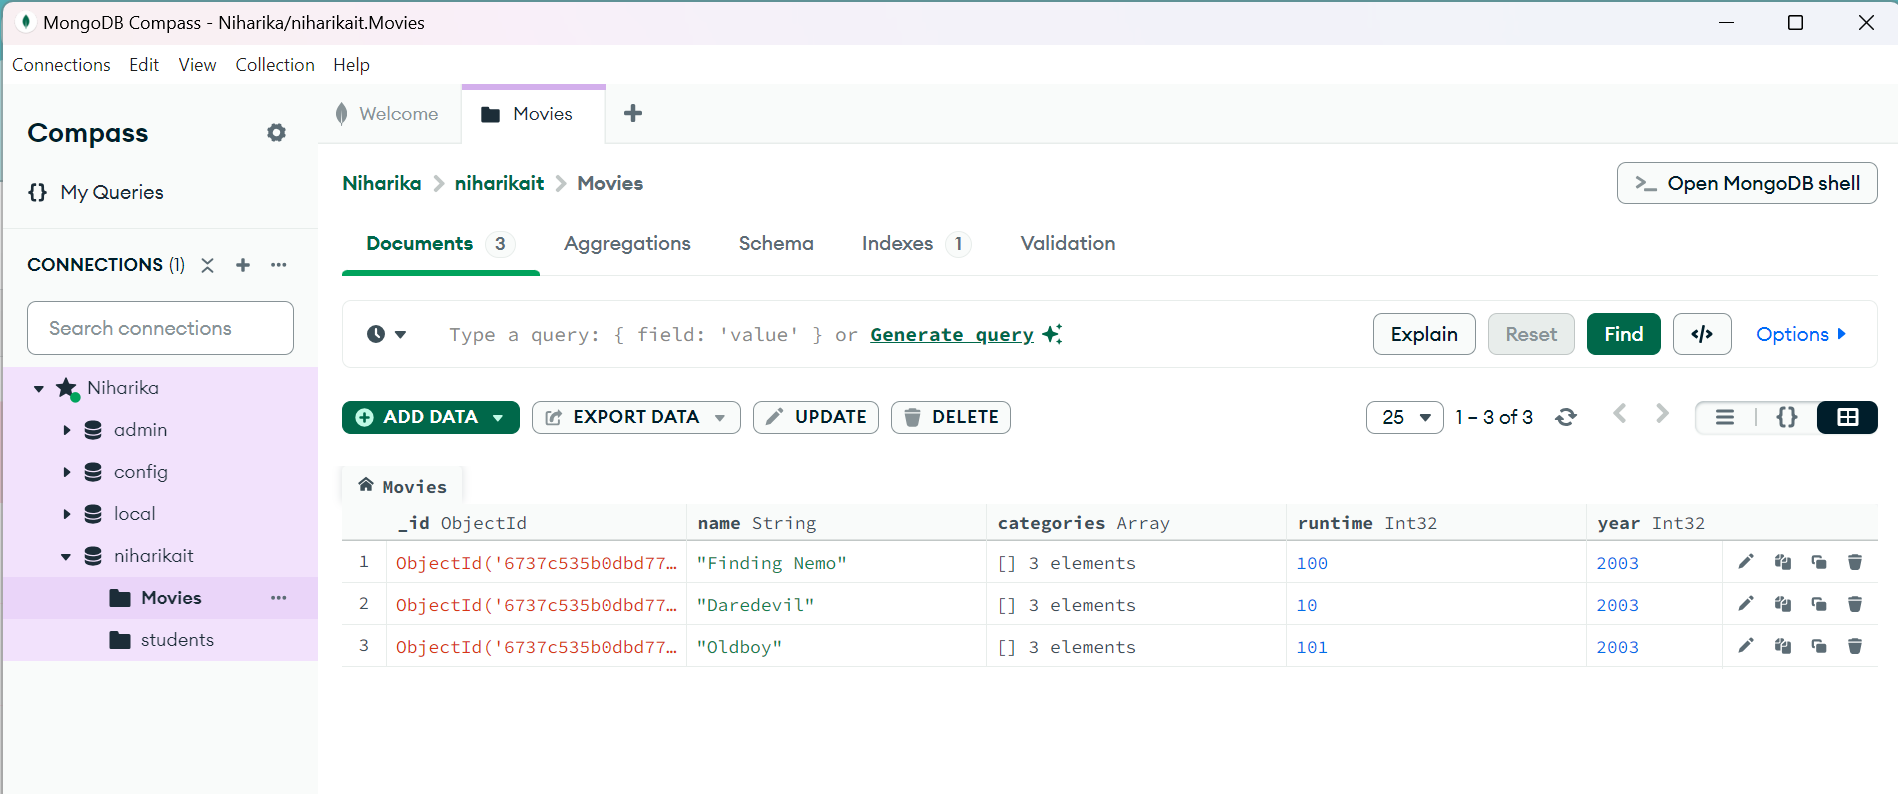 MongoDB Compass - Niharika/niharikait.Movies
Connections Edit View Collection Help
Compass
{} My Queries
CONNECTIONS (1)
Search connections
Niharika
admin
config
local
niharikait
Movies
students
Welcome Movies
Niharika > niharikait > Movies
>_ Open MongoDB shell
Documents 3 Aggregations Schema Indexes 1 Validation
Type a query: { field: 'value' } or Generate query
Explain Reset Find </> Options
ADD DATA EXPORT DATA UPDATE DELETE
25 1 – 3 of 3 {}
Movies
_id ObjectId name String categories Array runtime Int32 year Int32
1 ObjectId('6737c535b0dbd77… "Finding Nemo" [] 3 elements 100 2003
2 ObjectId('6737c535b0dbd77… "Daredevil" [] 3 elements 10 2003
3 ObjectId('6737c535b0dbd77… "Oldboy" [] 3 elements 101 2003